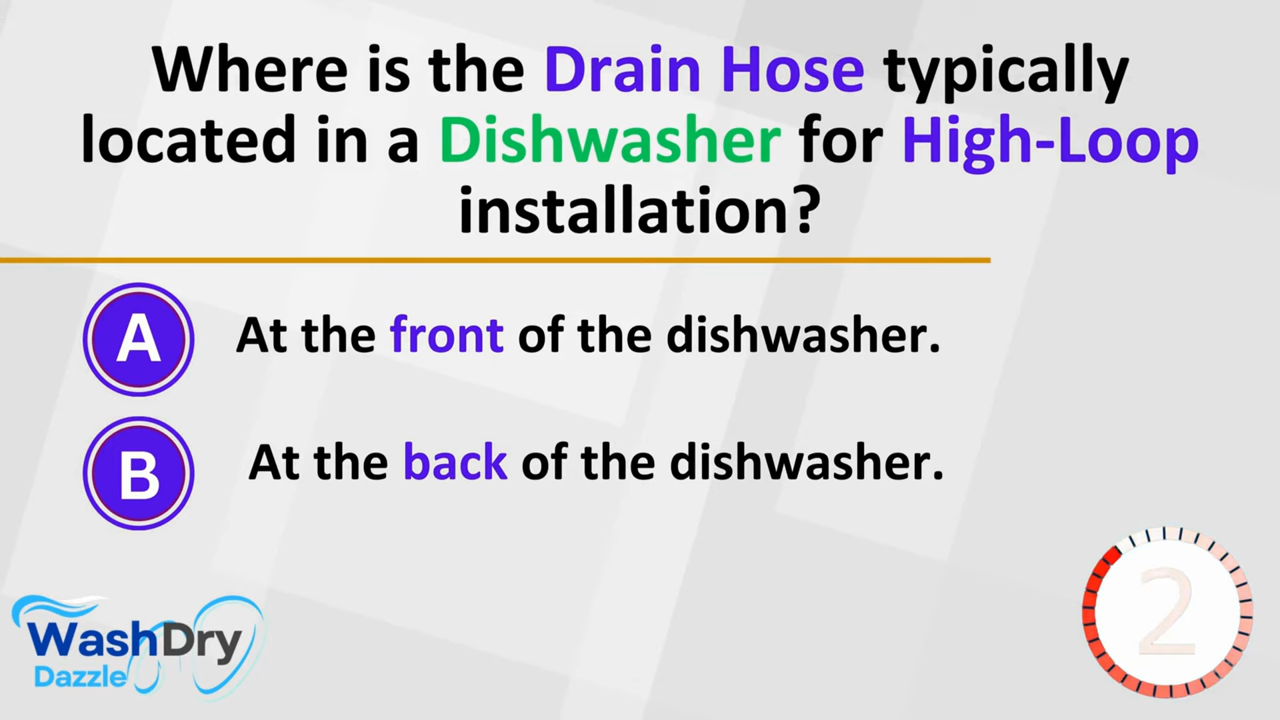 Where is the Drain Hose typically
located in a Dishwasher for High-Loop
installation?
A At the front of the dishwasher.
B At the back of the dishwasher.
WashDry
Dazzle
2